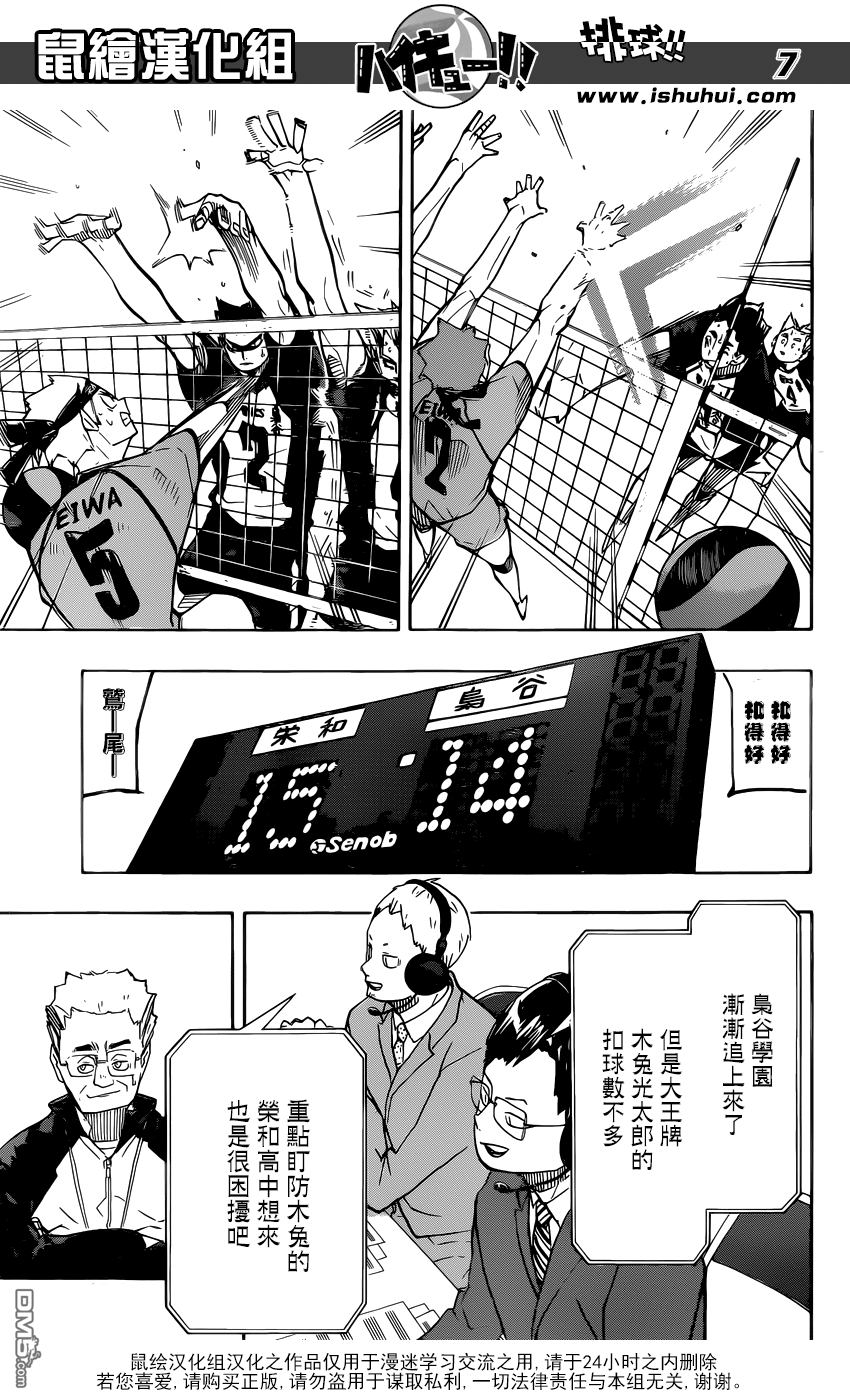 鼠繪漢化組
ハイキュー!!
排球!!
7
www.ishuhui.com
EIWA
2
A
EIWA
5
2
扣得好
扣得好
栄和
梟谷
15
14
Senoh
鷲尾
梟谷學園
漸漸追上來了
但是大王牌
木兔光太郎的
扣球數不多
重點盯防木兔的
榮和高中想來
也是很困擾吧
DM5
鼠绘汉化组汉化之作品仅用于漫迷学习交流之用, 请于24小时之内删除
若您喜爱, 请购买正版, 请勿盗用于谋取私利, 一切法律责任与本组无关, 谢谢。